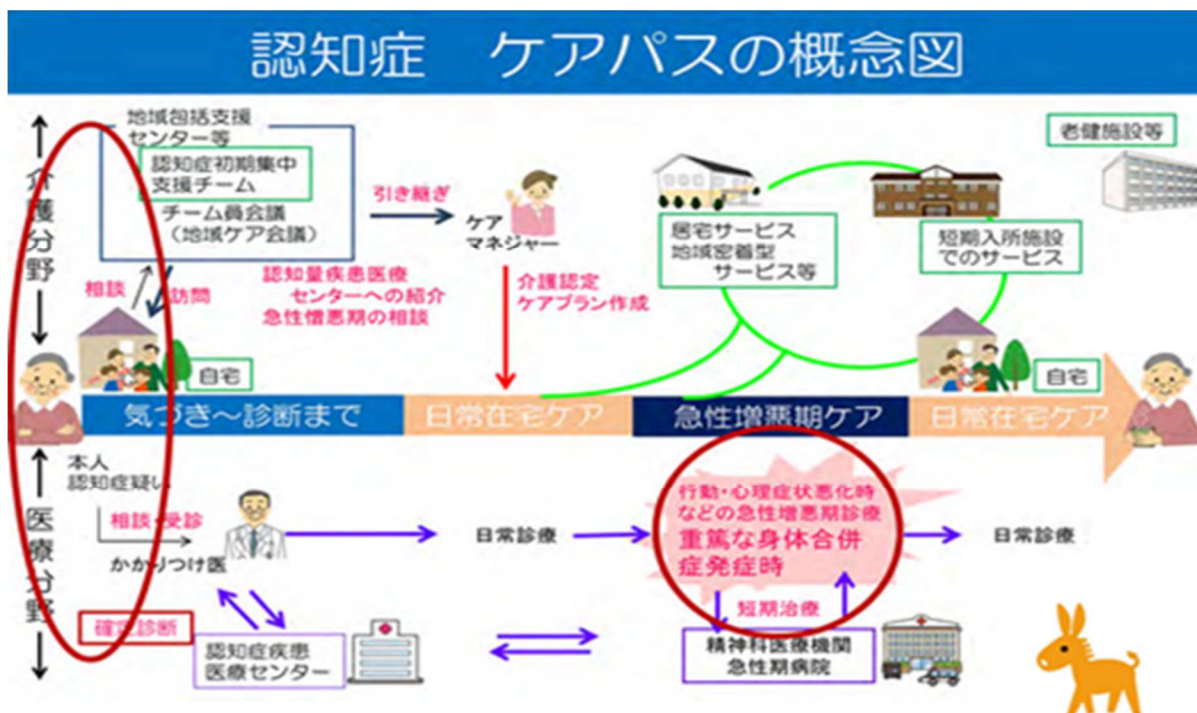 認知症 ケアパスの概念図
介護分野
地域包括支援
センター等
認知症初期集中
支援チーム
チーム員会議
(地域ケア会議)
相談
訪問
認知量疾患医療
センターへの紹介
急性憎悪期の相談
引き継ぎ
ケア
マネジャー
介護認定
ケアプラン作成
居宅サービス
地域密着型
サービス等
短期入所施設
でのサービス
老健施設等
自宅
自宅
気づき～診断まで
日常在宅ケア
急性増悪期ケア
日常在宅ケア
医療分野
本人
認知症疑い
相談・受診
かかりつけ医
確定診断
認知症疾患
医療センター
日常診療
行動・心理症状悪化時
などの急性増悪期診療
重篤な身体合併
症発症時
短期治療
精神科医療機関
急性期病院
日常診療